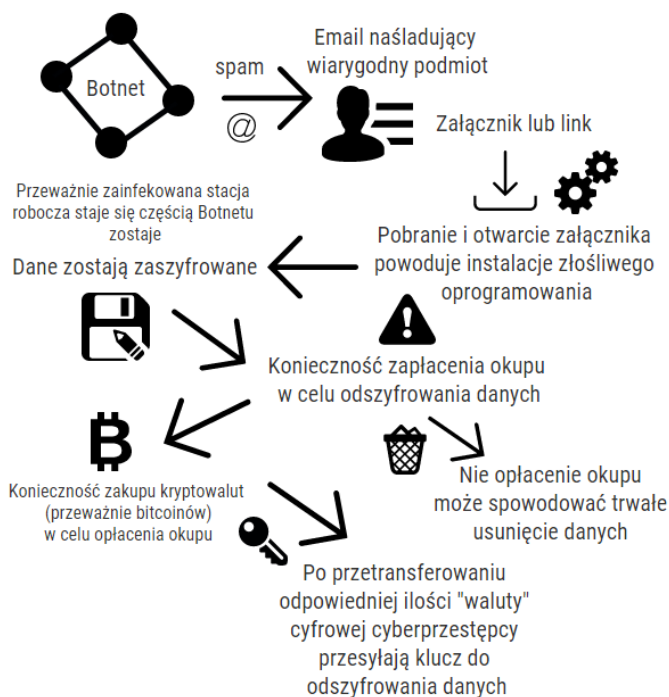 Botnet
spam
@
Email naśladujący
wiarygodny podmiot
Załącznik lub link
Przeważnie zainfekowana stacja
robocza staje się częścią Botnetu
zostaje
Pobranie i otwarcie załącznika
powoduje instalacje złośliwego
oprogramowania
Dane zostają zaszyfrowane
Konieczność zapłacenia okupu
w celu odszyfrowania danych
Konieczność zakupu kryptowalut
(przeważnie bitcoinów)
w celu opłacenia okupu
Nie opłacenie okupu
może spowodować trwałe
usunięcie danych
Po przetransferowaniu
odpowiedniej ilości "waluty"
cyfrowej cyberprzestępcy
przesyłają klucz do
odszyfrowania danych